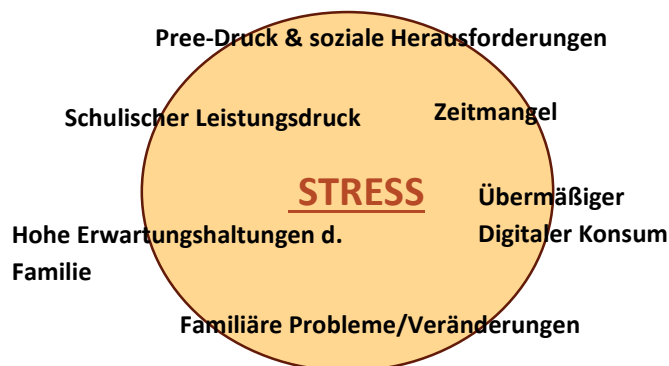 Pree-Druck & soziale Herausforderungen
Schulischer Leistungsdruck
Zeitmangel
STRESS
Übermäßiger
Digitaler Konsum
Hohe Erwartungshaltungen d.
Familie
Familiäre Probleme/Veränderungen